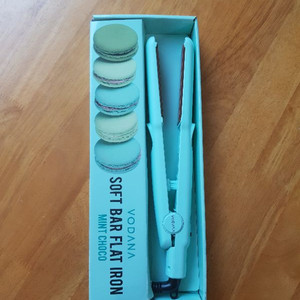 VODANA
SOFT BAR FLAT IRON
MINT CHOCO